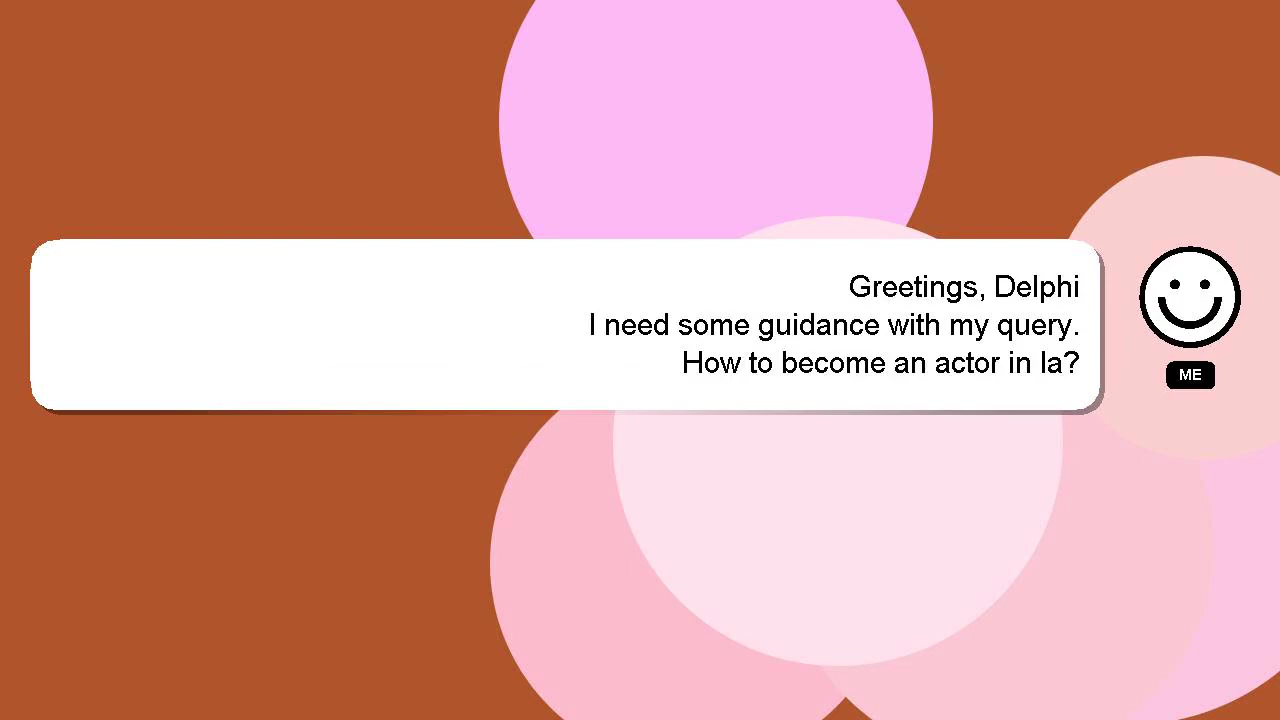 Greetings, Delphi
I need some guidance with my query.
How to become an actor in la?
ME